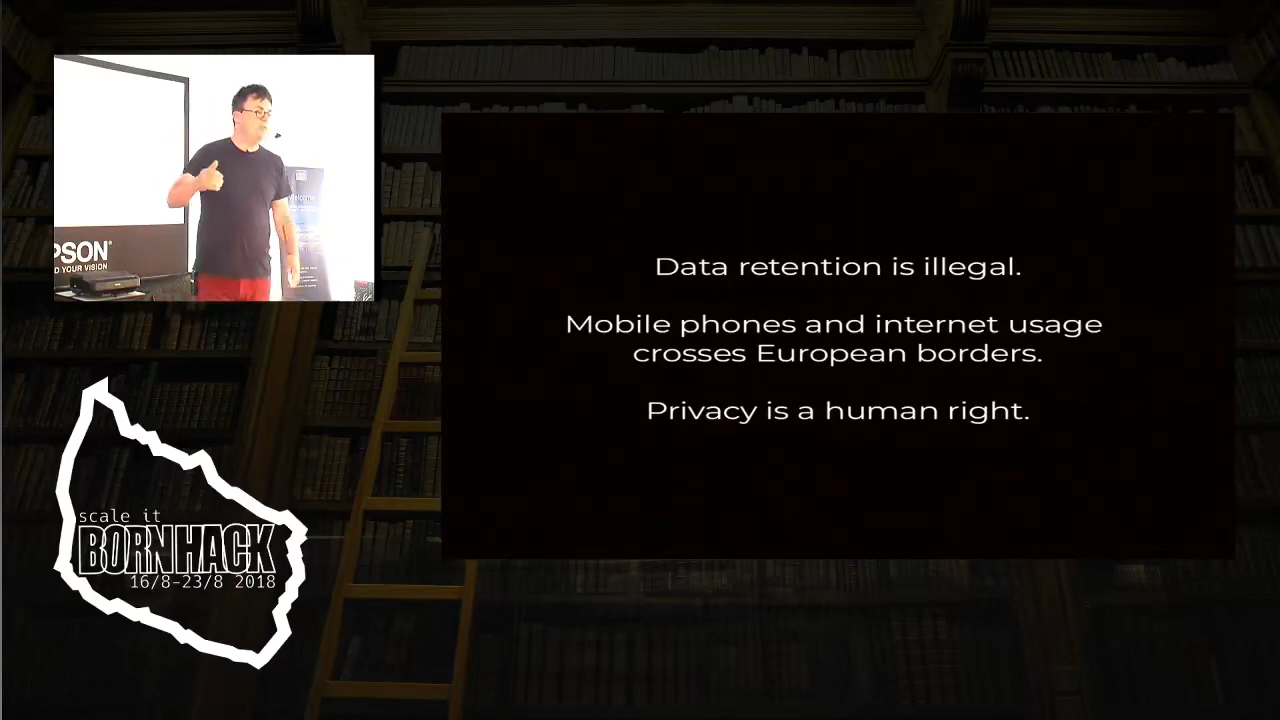 PSON
D YOUR VISION
Welcome
scale it
BORNHACK
16/8-23/8 2018
Data retention is illegal.
Mobile phones and internet usage
crosses European borders.
Privacy is a human right.